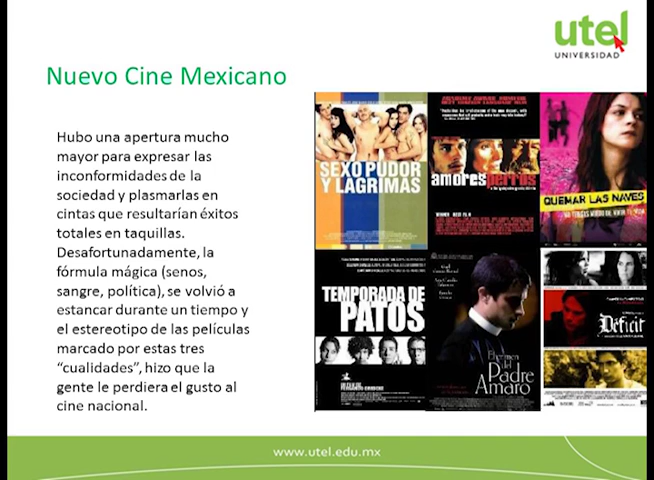 utel
UNIVERSIDAD
Nuevo Cine Mexicano
Hubo una apertura mucho
mayor para expresar las
inconformidades de la
sociedad y plasmarlas en
cintas que resultarían éxitos
totales en taquillas.
Desafortunadamente, la
fórmula mágica (senos,
sangre, política), se volvió a
estancar durante un tiempo y
el estereotipo de las películas
marcado por estas tres
“cualidades”, hizo que la
gente le perdiera el gusto al
cine nacional.
SEXO PUDOR
Y LAGRIMAS
amores perros
QUEMAR LAS NAVES
TEMPORADA DE
PATOS
El crimen del
Padre
Amaro
Déficit
www.utel.edu.mx